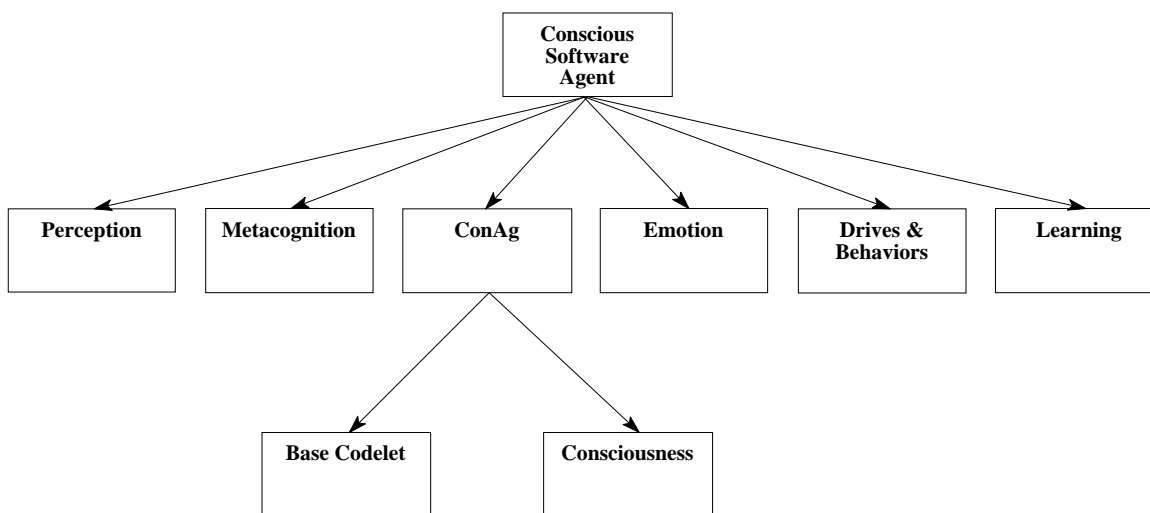 Conscious
Software
Agent
Perception
Metacognition
ConAg
Emotion
Drives &
Behaviors
Learning
Base Codelet
Consciousness